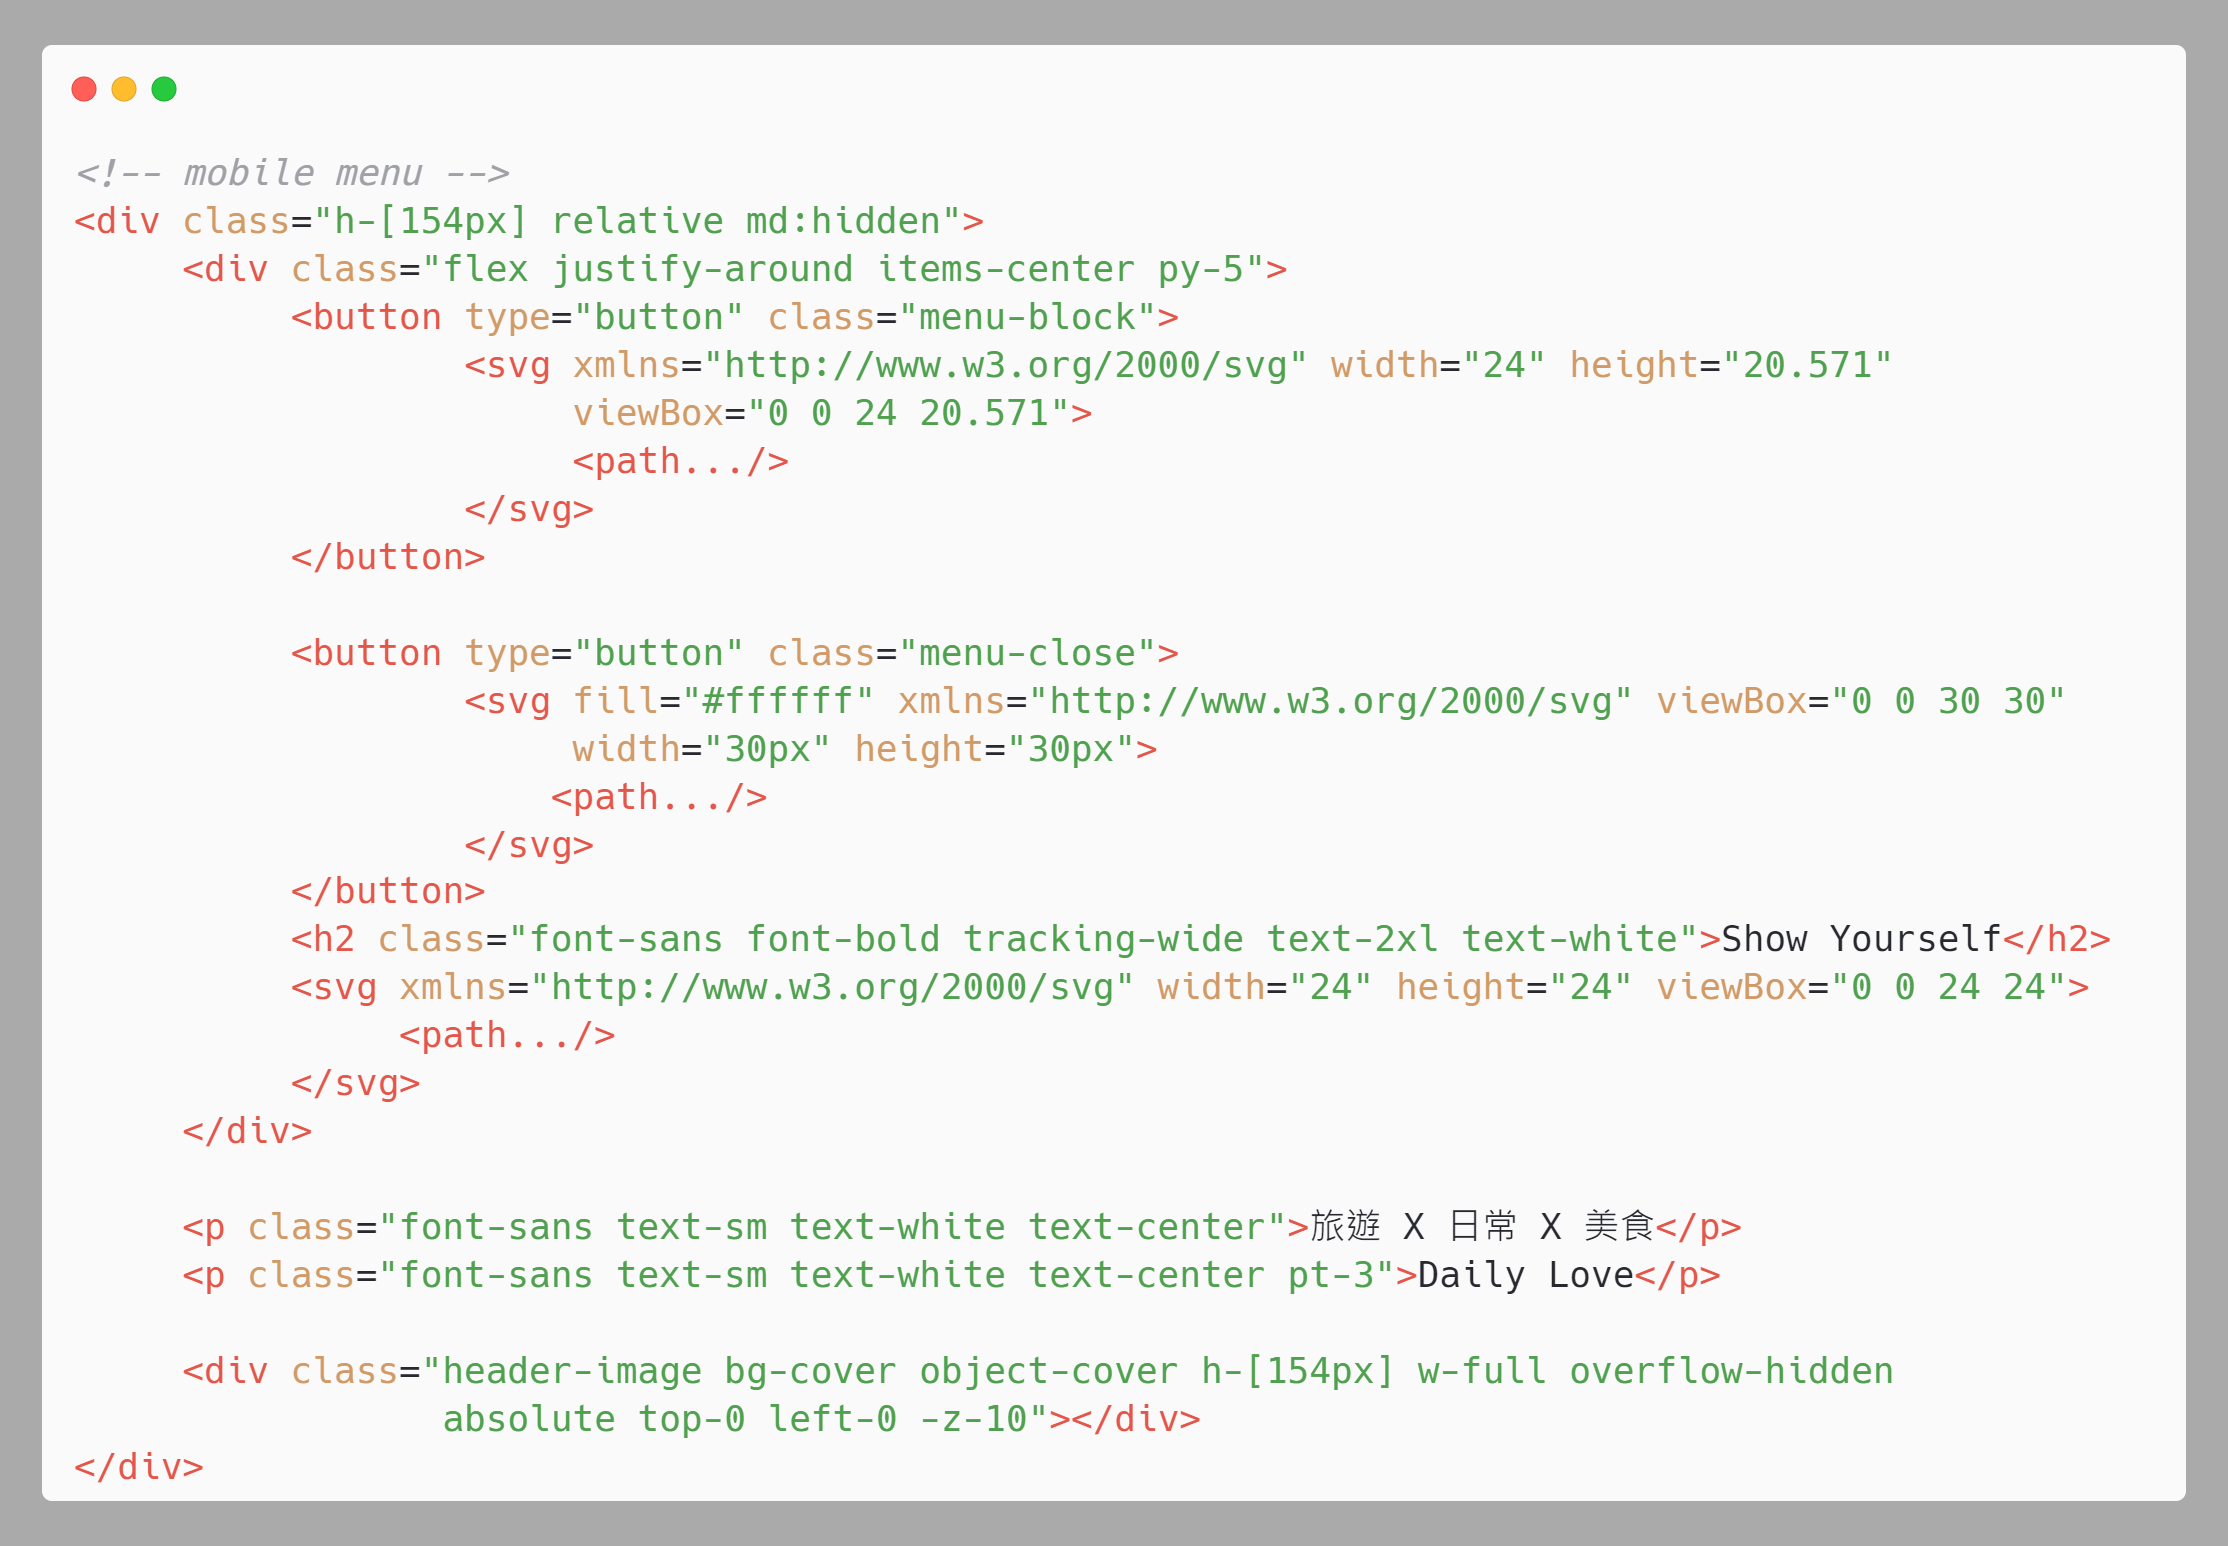 <!-- mobile menu -->
<div class="h-[154px] relative md:hidden">
<div class="flex justify-around items-center py-5">
<button type="button" class="menu-block">
<svg xmlns="http://www.w3.org/2000/svg" width="24" height="20.571"
viewBox="0 0 24 20.571">
<path.../>
</svg>
</button>
<button type="button" class="menu-close">
<svg fill="#ffffff" xmlns="http://www.w3.org/2000/svg" viewBox="0 0 30 30"
width="30px" height="30px">
<path.../>
</svg>
</button>
<h2 class="font-sans font-bold tracking-wide text-2xl text-white">Show Yourself</h2>
<svg xmlns="http://www.w3.org/2000/svg" width="24" height="24" viewBox="0 0 24 24">
<path.../>
</svg>
</div>
<p class="font-sans text-sm text-white text-center">旅遊 X 日常 X 美食</p>
<p class="font-sans text-sm text-white text-center pt-3">Daily Love</p>
<div class="header-image bg-cover object-cover h-[154px] w-full overflow-hidden
absolute top-0 left-0 -z-10"></div>
</div>